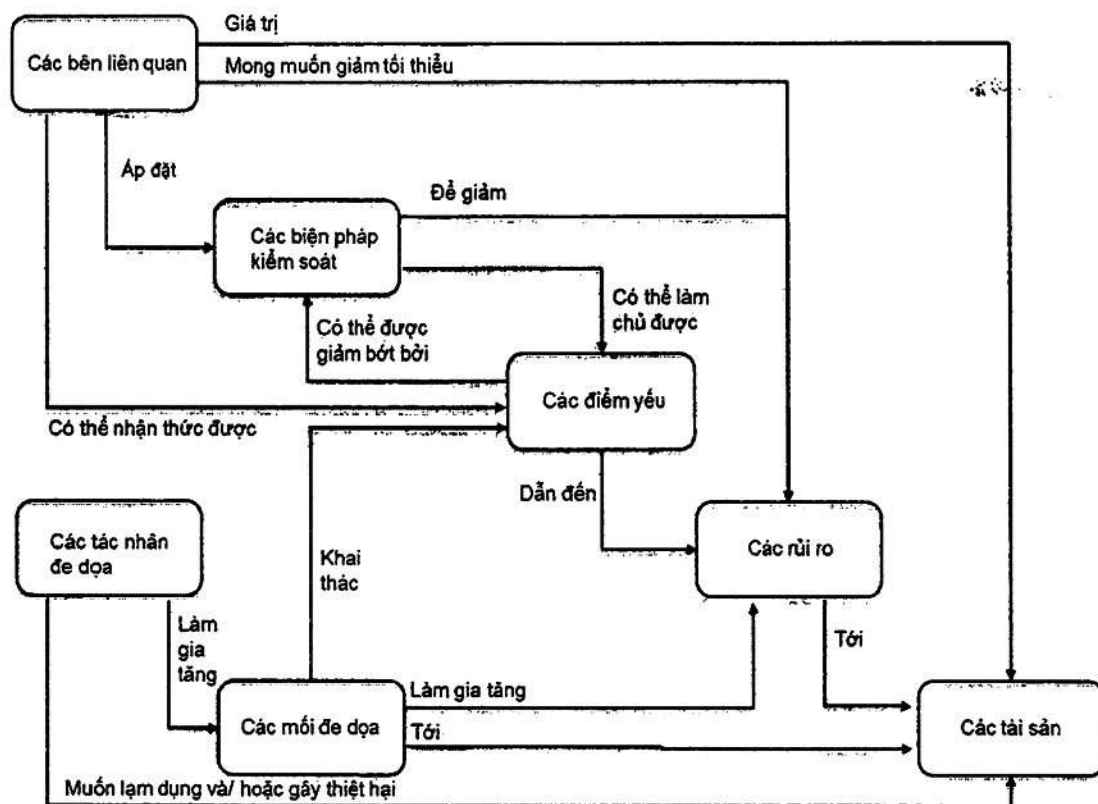 Giá trị
Các bên liên quan
Mong muốn giảm tối thiểu
Áp đặt
Để giảm
Các biện pháp
kiểm soát
Có thể làm
chủ được
Có thể được
giảm bớt bởi
Các điểm yếu
Có thể nhận thức được
Dẫn đến
Các tác nhân
đe dọa
Các rủi ro
Khai
thác
Làm
gia
tăng
Tới
Làm gia tăng
Các mối đe dọa
Tới
Các tài sản
Muốn lạm dụng và/ hoặc gây thiệt hại